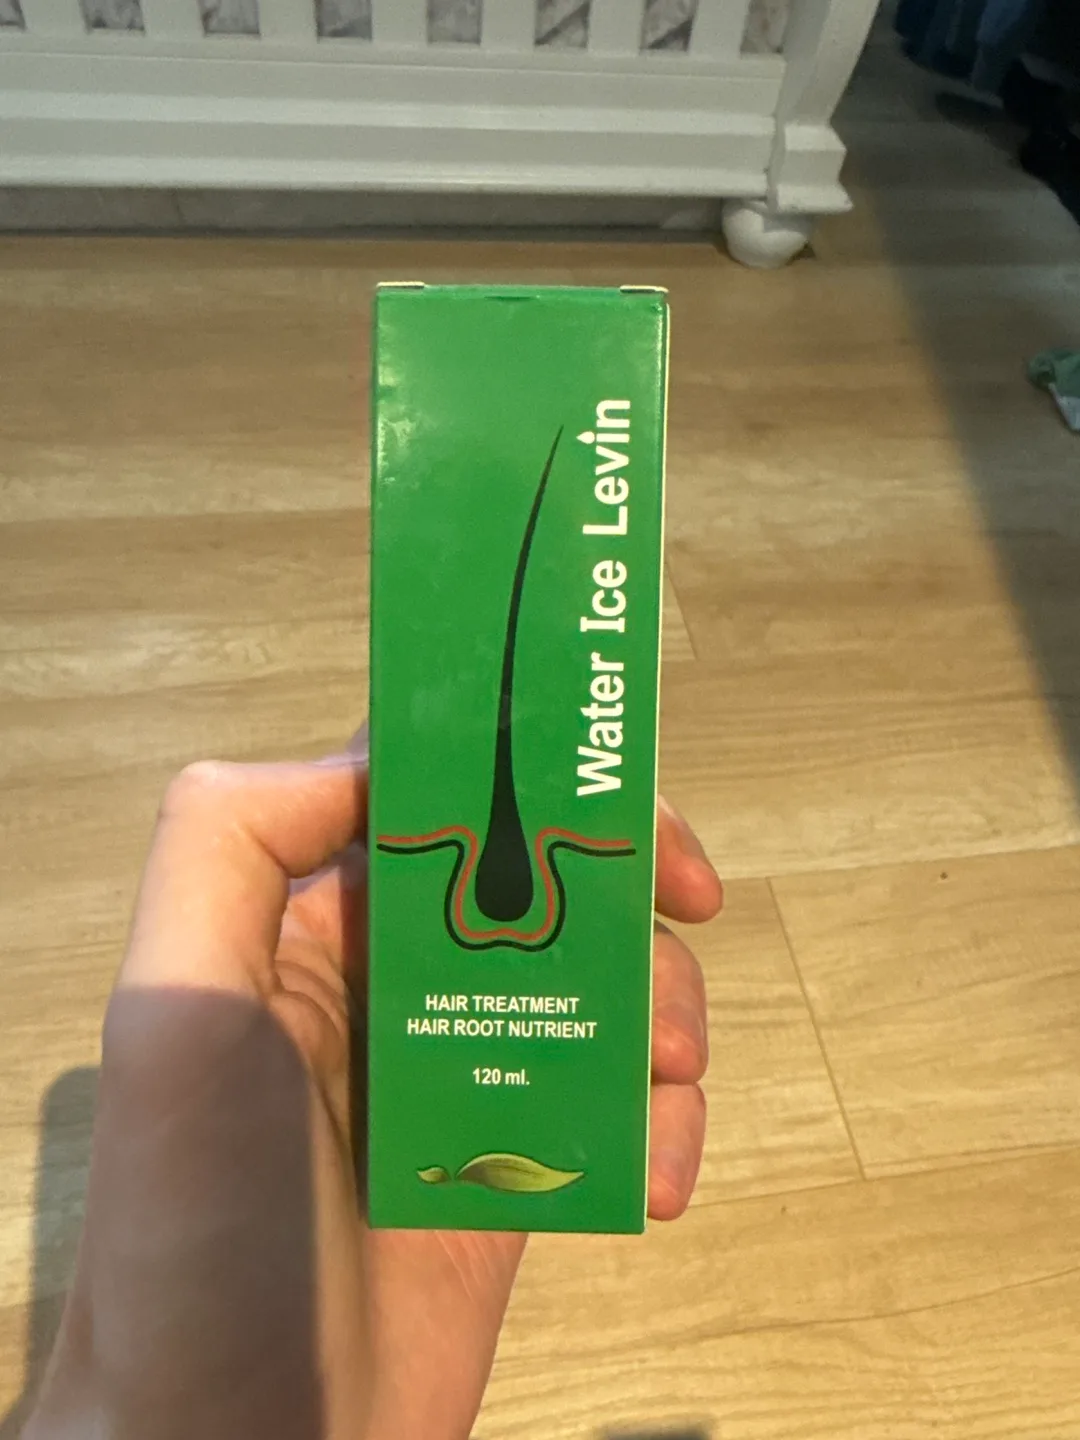 Water Ice Levin
HAIR TREATMENT
HAIR ROOT NUTRIENT
120 ml.